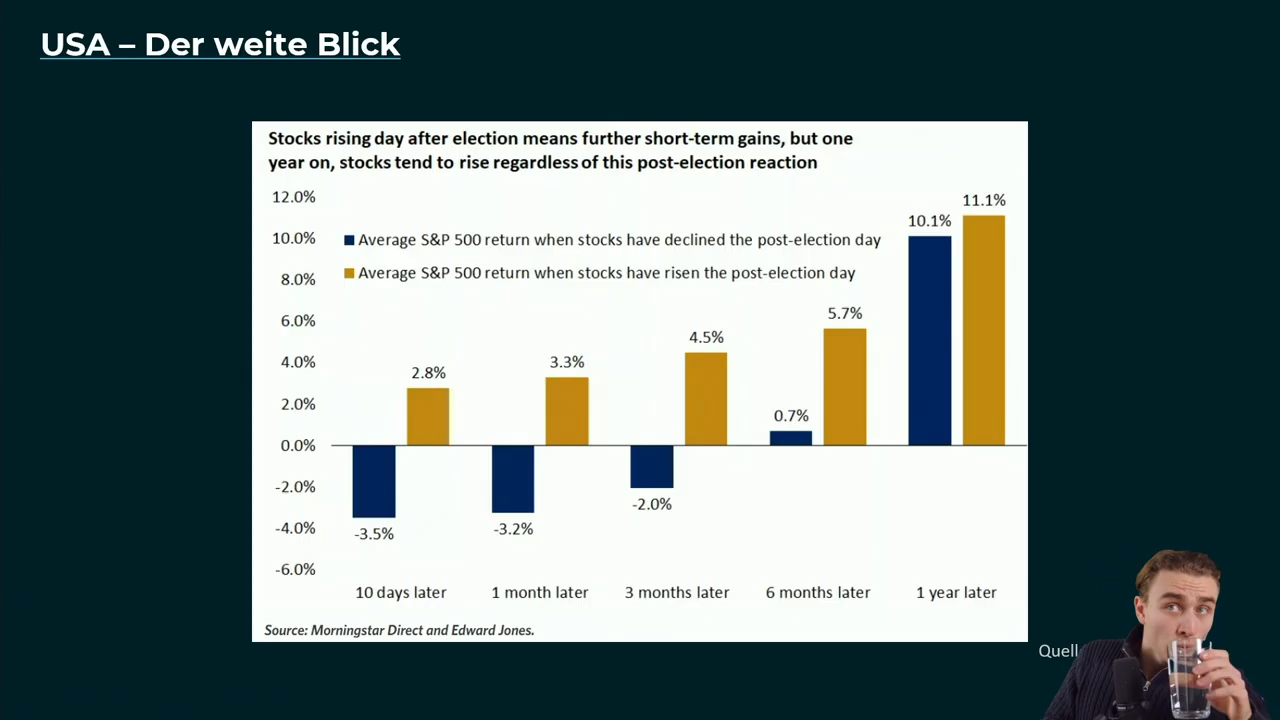 USA – Der weite Blick
Stocks rising day after election means further short-term gains, but one
year on, stocks tend to rise regardless of this post-election reaction
12.0%
10.0%
8.0%
6.0%
4.0%
2.0%
0.0%
-2.0%
-4.0%
-6.0%
Average S&P 500 return when stocks have declined the post-election day
Average S&P 500 return when stocks have risen the post-election day
-3.5%
2.8%
-3.2%
3.3%
-2.0%
4.5%
0.7%
5.7%
10.1%
11.1%
10 days later
1 month later
3 months later
6 months later
1 year later
Source: Morningstar Direct and Edward Jones.
Quell